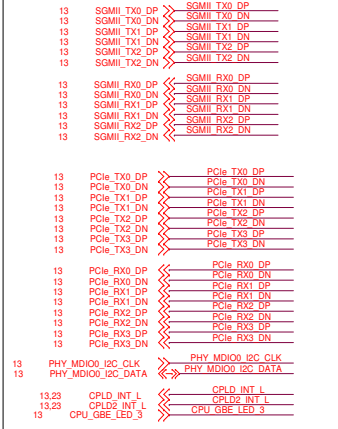 13 SGMII_TX0_DP SGMII_TX0_DP
13 SGMII_TX0_DN SGMII_TX0_DN
13 SGMII_TX1_DP SGMII_TX1_DP
13 SGMII_TX1_DN SGMII_TX1_DN
13 SGMII_TX2_DP SGMII_TX2_DP
13 SGMII_TX2_DN SGMII_TX2_DN
13 SGMII_RX0_DP SGMII_RX0_DP
13 SGMII_RX0_DN SGMII_RX0_DN
13 SGMII_RX1_DP SGMII_RX1_DP
13 SGMII_RX1_DN SGMII_RX1_DN
13 SGMII_RX2_DP SGMII_RX2_DP
13 SGMII_RX2_DN SGMII_RX2_DN
13 PCIe_TX0_DP PCIe_TX0_DP
13 PCIe_TX0_DN PCIe_TX0_DN
13 PCIe_TX1_DP PCIe_TX1_DP
13 PCIe_TX1_DN PCIe_TX1_DN
13 PCIe_TX2_DP PCIe_TX2_DP
13 PCIe_TX2_DN PCIe_TX2_DN
13 PCIe_TX3_DP PCIe_TX3_DP
13 PCIe_TX3_DN PCIe_TX3_DN
13 PCIe_RX0_DP PCIe_RX0_DP
13 PCIe_RX0_DN PCIe_RX0_DN
13 PCIe_RX1_DP PCIe_RX1_DP
13 PCIe_RX1_DN PCIe_RX1_DN
13 PCIe_RX2_DP PCIe_RX2_DP
13 PCIe_RX2_DN PCIe_RX2_DN
13 PCIe_RX3_DP PCIe_RX3_DP
13 PCIe_RX3_DN PCIe_RX3_DN
13 PHY_MDIO0_I2C_CLK PHY_MDIO0_I2C_CLK
13 PHY_MDIO0_I2C_DATA PHY_MDIO0_I2C_DATA
13,23 CPLD_INT_L CPLD_INT_L
13,23 CPLD2_INT_L CPLD2_INT_L
13 CPU_GBE_LED_3 CPU_GBE_LED_3